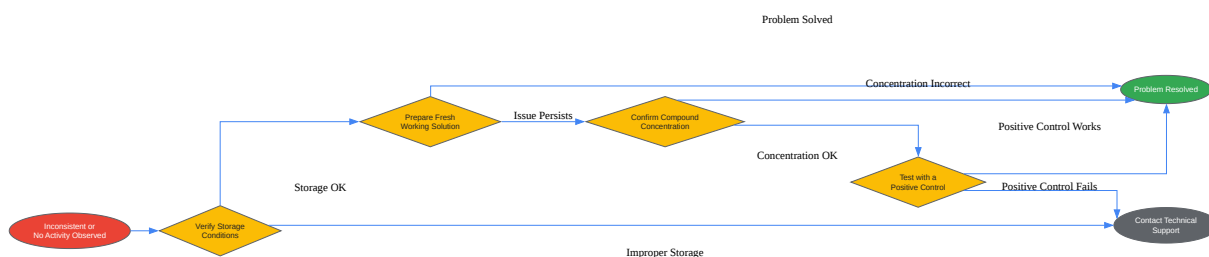 Problem Solved
Concentration Incorrect
Problem Resolved
Prepare Fresh
Working Solution
Issue Persists
Confirm Compound
Concentration
Positive Control Works
Concentration OK
Test with a
Positive Control
Storage OK
Positive Control Fails
Inconsistent or
No Activity Observed
Verify Storage
Conditions
Contact Technical
Support
Improper Storage